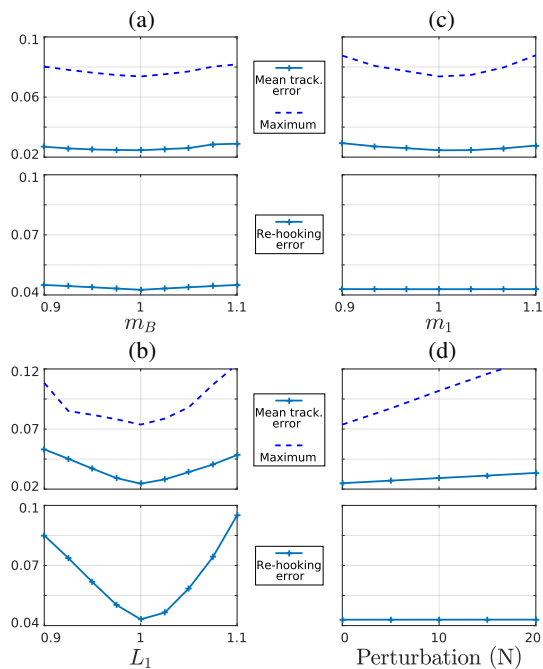 (a)
(c)
0.1
0.06
0.02
Mean track.
error
Maximum
0.1
0.07
0.04
Re-hooking
error
0.9
1
1.1
0.9
1
1.1
m_B
m_1
(b)
(d)
0.12
0.07
0.02
Mean track.
error
Maximum
0.1
0.07
0.04
Re-hooking
error
0.9
1
1.1
0
10
20
L_1
Perturbation (N)